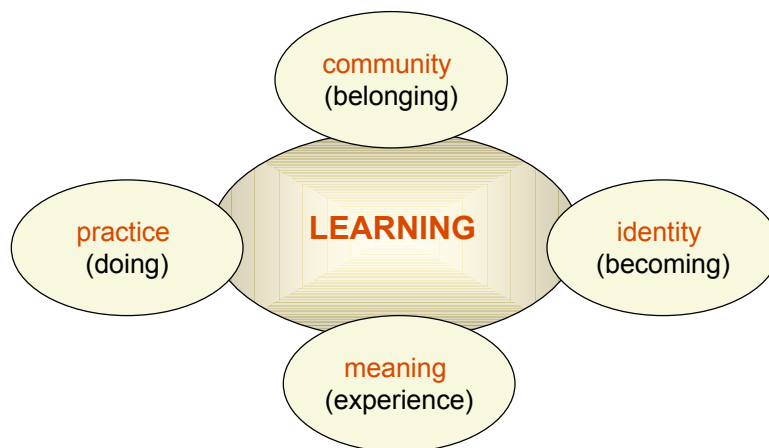 community
(belonging)
practice
(doing)
LEARNING
identity
(becoming)
meaning
(experience)